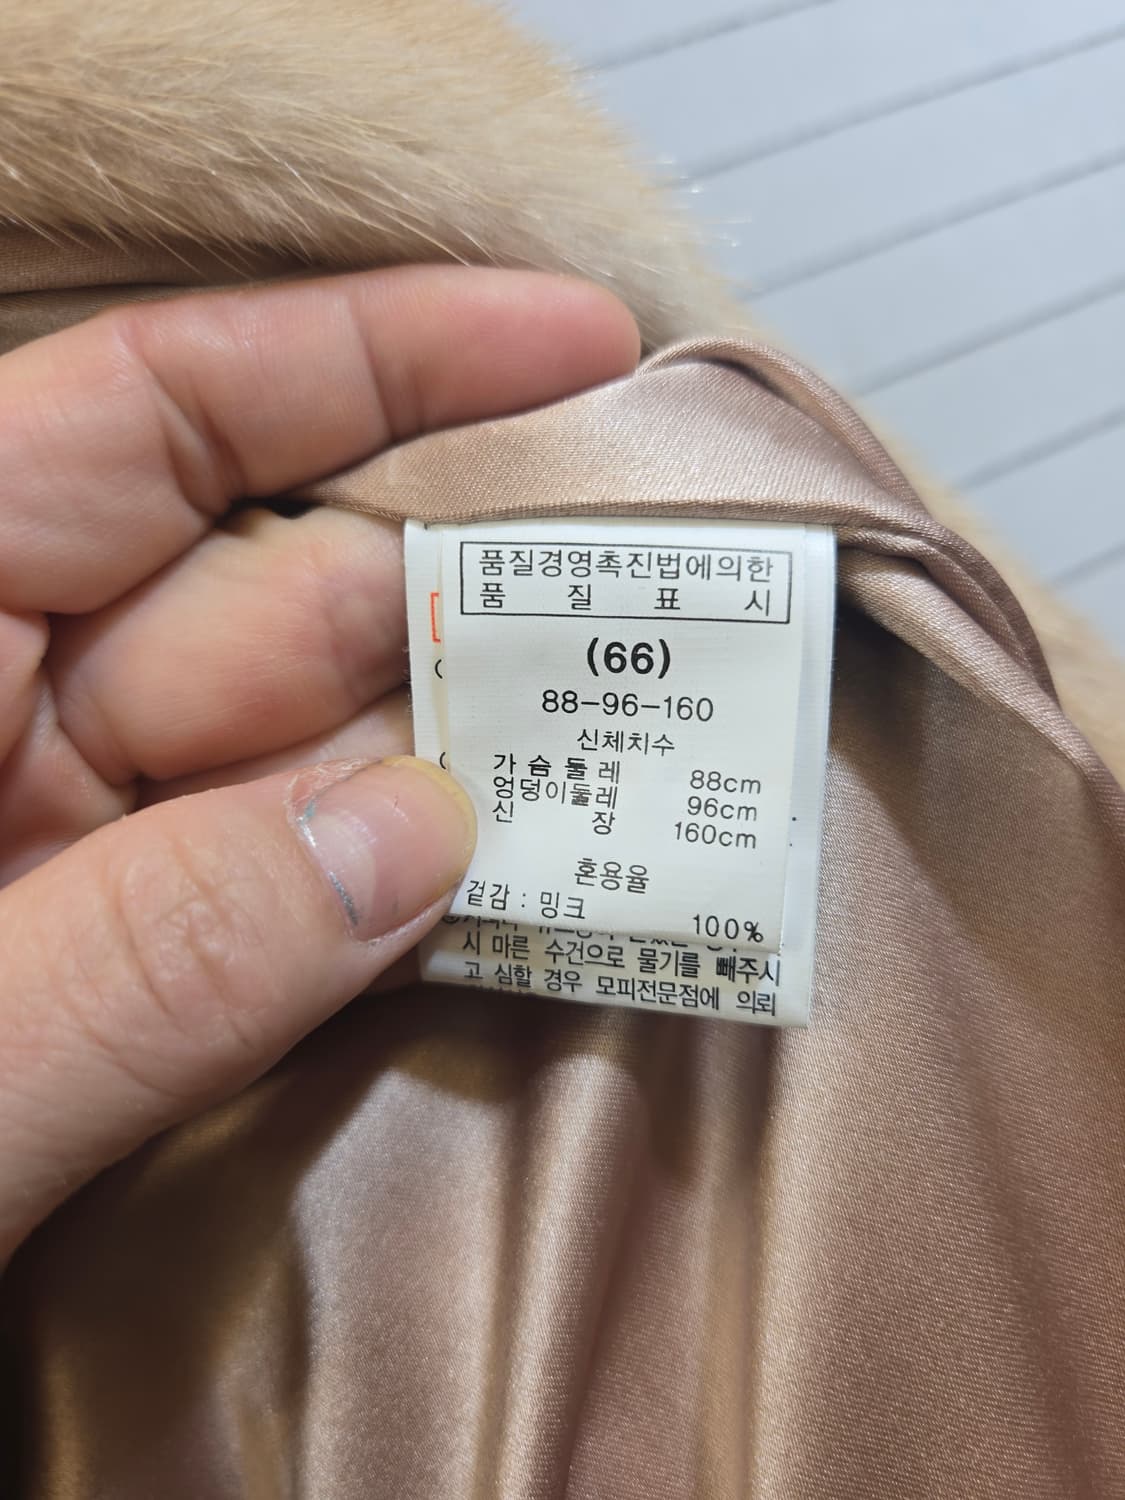 품질경영촉진법에의한
품 질 표 시
(66)
88-96-160
신체치수
가슴둘레 88cm
엉덩이둘레 96cm
신 장 160cm
혼용율
겉감 : 밍크 100%
시 마른 수건으로 물기를 빼주시
고 심할 경우 모피전문점에 의뢰